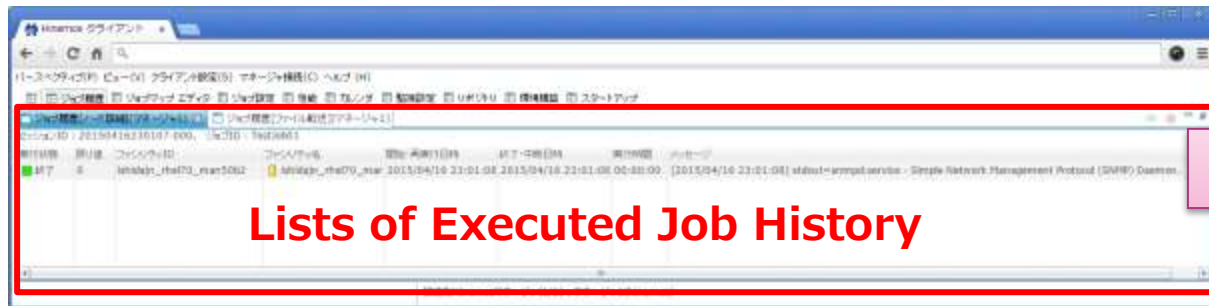 Hinemos クライアント
パースペクティブ(P) ビュー(V) クライアント設定(S) マネージャ接続(C) ヘルプ(H)
ジョブ履歴 ジョブマップエディタ ジョブ設定 性能 カレンダ 監視設定 リポジトリ 環境構築 スタートアップ
ジョブ履歴[ノード詳細](マネージャ1) ジョブ履歴[ファイル転送](マネージャ1)
セッションID : 20150416230107-000, ジョブID :
実行状態 戻り値 ファシリティID ファシリティ名 開始・再実行日時 終了・中断日時 実行時間 メッセージ
終了 0 2015/04/16 23:01:08 2015/04/16 23:01:08 00:00:00 [2015/04/16 23:01:08] stdout=snmpd.service - Simple Network Management Protocol (SNMP) Daemon.
Lists of Executed Job History